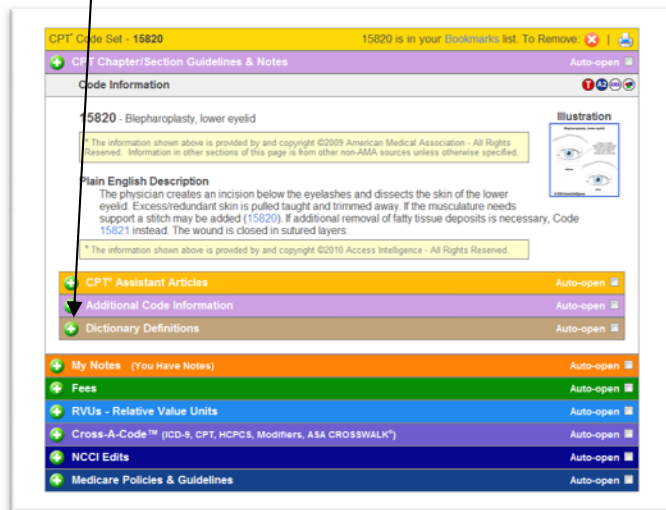 CPT® Code Set - 15820 15820 is in your Bookmarks list. To Remove: |
CPT Chapter/Section Guidelines & Notes Auto-open
Code Information
15820 - Blepharoplasty, lower eyelid Illustration
* The information shown above is provided by and copyright ©2009 American Medical Association - All Rights
Reserved. Information in other sections of this page is from other non-AMA sources unless otherwise specified.
Plain English Description
The physician creates an incision below the eyelashes and dissects the skin of the lower
eyelid. Excess/redundant skin is pulled taught and trimmed away. If the musculature needs
support a stitch may be added (15820). If additional removal of fatty tissue deposits is necessary, Code
15821 instead. The wound is closed in sutured layers.
* The information shown above is provided by and copyright ©2010 Access Intelligence - All Rights Reserved.
CPT® Assistant Articles Auto-open
Additional Code Information Auto-open
Dictionary Definitions Auto-open
My Notes (You Have Notes) Auto-open
Fees Auto-open
RVUs - Relative Value Units Auto-open
Cross-A-Code™ (ICD-9, CPT, HCPCS, Modifiers, ASA CROSSWALK®) Auto-open
NCCI Edits Auto-open
Medicare Policies & Guidelines Auto-open